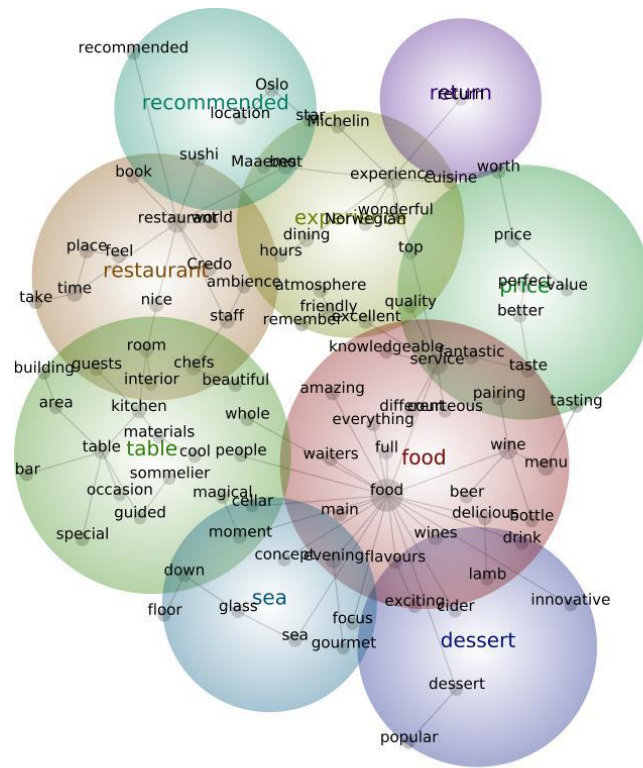 recommended
Oslo
return
return
recommended
location
star
Michelin
sushi
Maaemo
best
book
experience
cuisine
worth
restaurant
world
experience
wonderful
Norwegian
dining
hours
top
price
place
feel
restaurant
Credo
take
time
nice
ambience
atmosphere
friendly
remember
excellent
quality
perfect
price
value
better
staff
room
building
guests
interior
chefs
beautiful
knowledgeable
service
fantastic
taste
area
kitchen
whole
amazing
different
courteous
pairing
tasting
everything
materials
table
table
cool
people
waiters
full
food
wine
menu
bar
sommelier
occasion
guided
magical
cellar
food
main
beer
delicious
bottle
special
moment
wines
drink
concept
evening
flavours
down
lamb
floor
glass
sea
focus
exciting
cider
innovative
sea
gourmet
dessert
dessert
popular